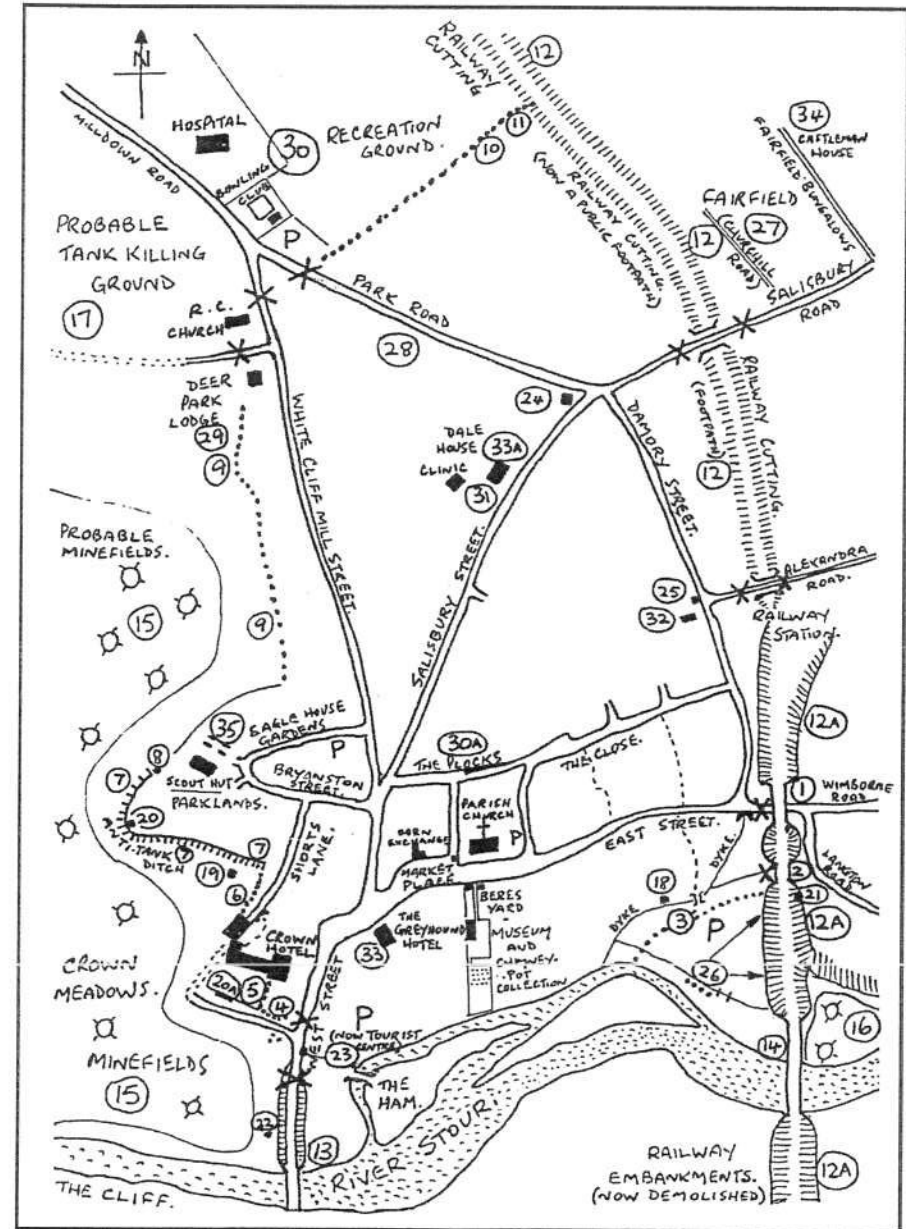 N
MILLDOWN ROAD
HOSPITAL
30
RECREATION
GROUND.
BOWLING
CLUB
P
RAILWAY
CUTTING
12
11
10
RAILWAY CUTTING.
(NOW A PUBLIC FOOTPATH)
12
34
CASTLEMAN
HOUSE
FAIRFIELD BUNGALOWS
FAIRFIELD
27
(CHURCHILL
ROAD)
SALISBURY
ROAD
PROBABLE
TANK KILLING
GROUND
17
R.C.
CHURCH
PARK ROAD
28
DEER
PARK
LODGE
29
9
WHITE CLIFF MILL STREET.
24
DALE
HOUSE
33A
CLINIC
31
DAMORY STREET.
RAILWAY CUTTING.
(FOOTPATH)
12
PROBABLE
MINEFIELDS.
15
9
SALISBURY STREET.
ALEXANDRA
ROAD.
25
32
RAILWAY
STATION.
12A
35
EAGLE HOUSE
GARDENS
P
8
7
SCOUT HUT
PARKLANDS.
BRYANSTON
STREET.
30A
THE PLOCKS
THE CLOSE.
1
WIMBORNE
ROAD
20
ANTI-TANK
DITCH
7
7
19
6
SHORTS
LANE.
CORN
EXCHANGE
PARISH
CHURCH
P
MARKET
PLACE
EAST STREET.
DYKE
2
LANGTON
ROAD
21
18
DYKE
3
P
12A
26
CROWN
HOTEL
THE
GREYHOUND
HOTEL
33
BERES
YARD -
MUSEUM
AND
CHIMNEY
POT
COLLECTION
CROWN
MEADOWS.
20A
5
4
WEST STREET
P
(NOW TOURIST
CENTRE)
23
14
16
MINEFIELDS
15
THE
HAM.
22
13
RIVER STOUR.
THE CLIFF.
RAILWAY
EMBANKMENTS.
(NOW DEMOLISHED)
12A